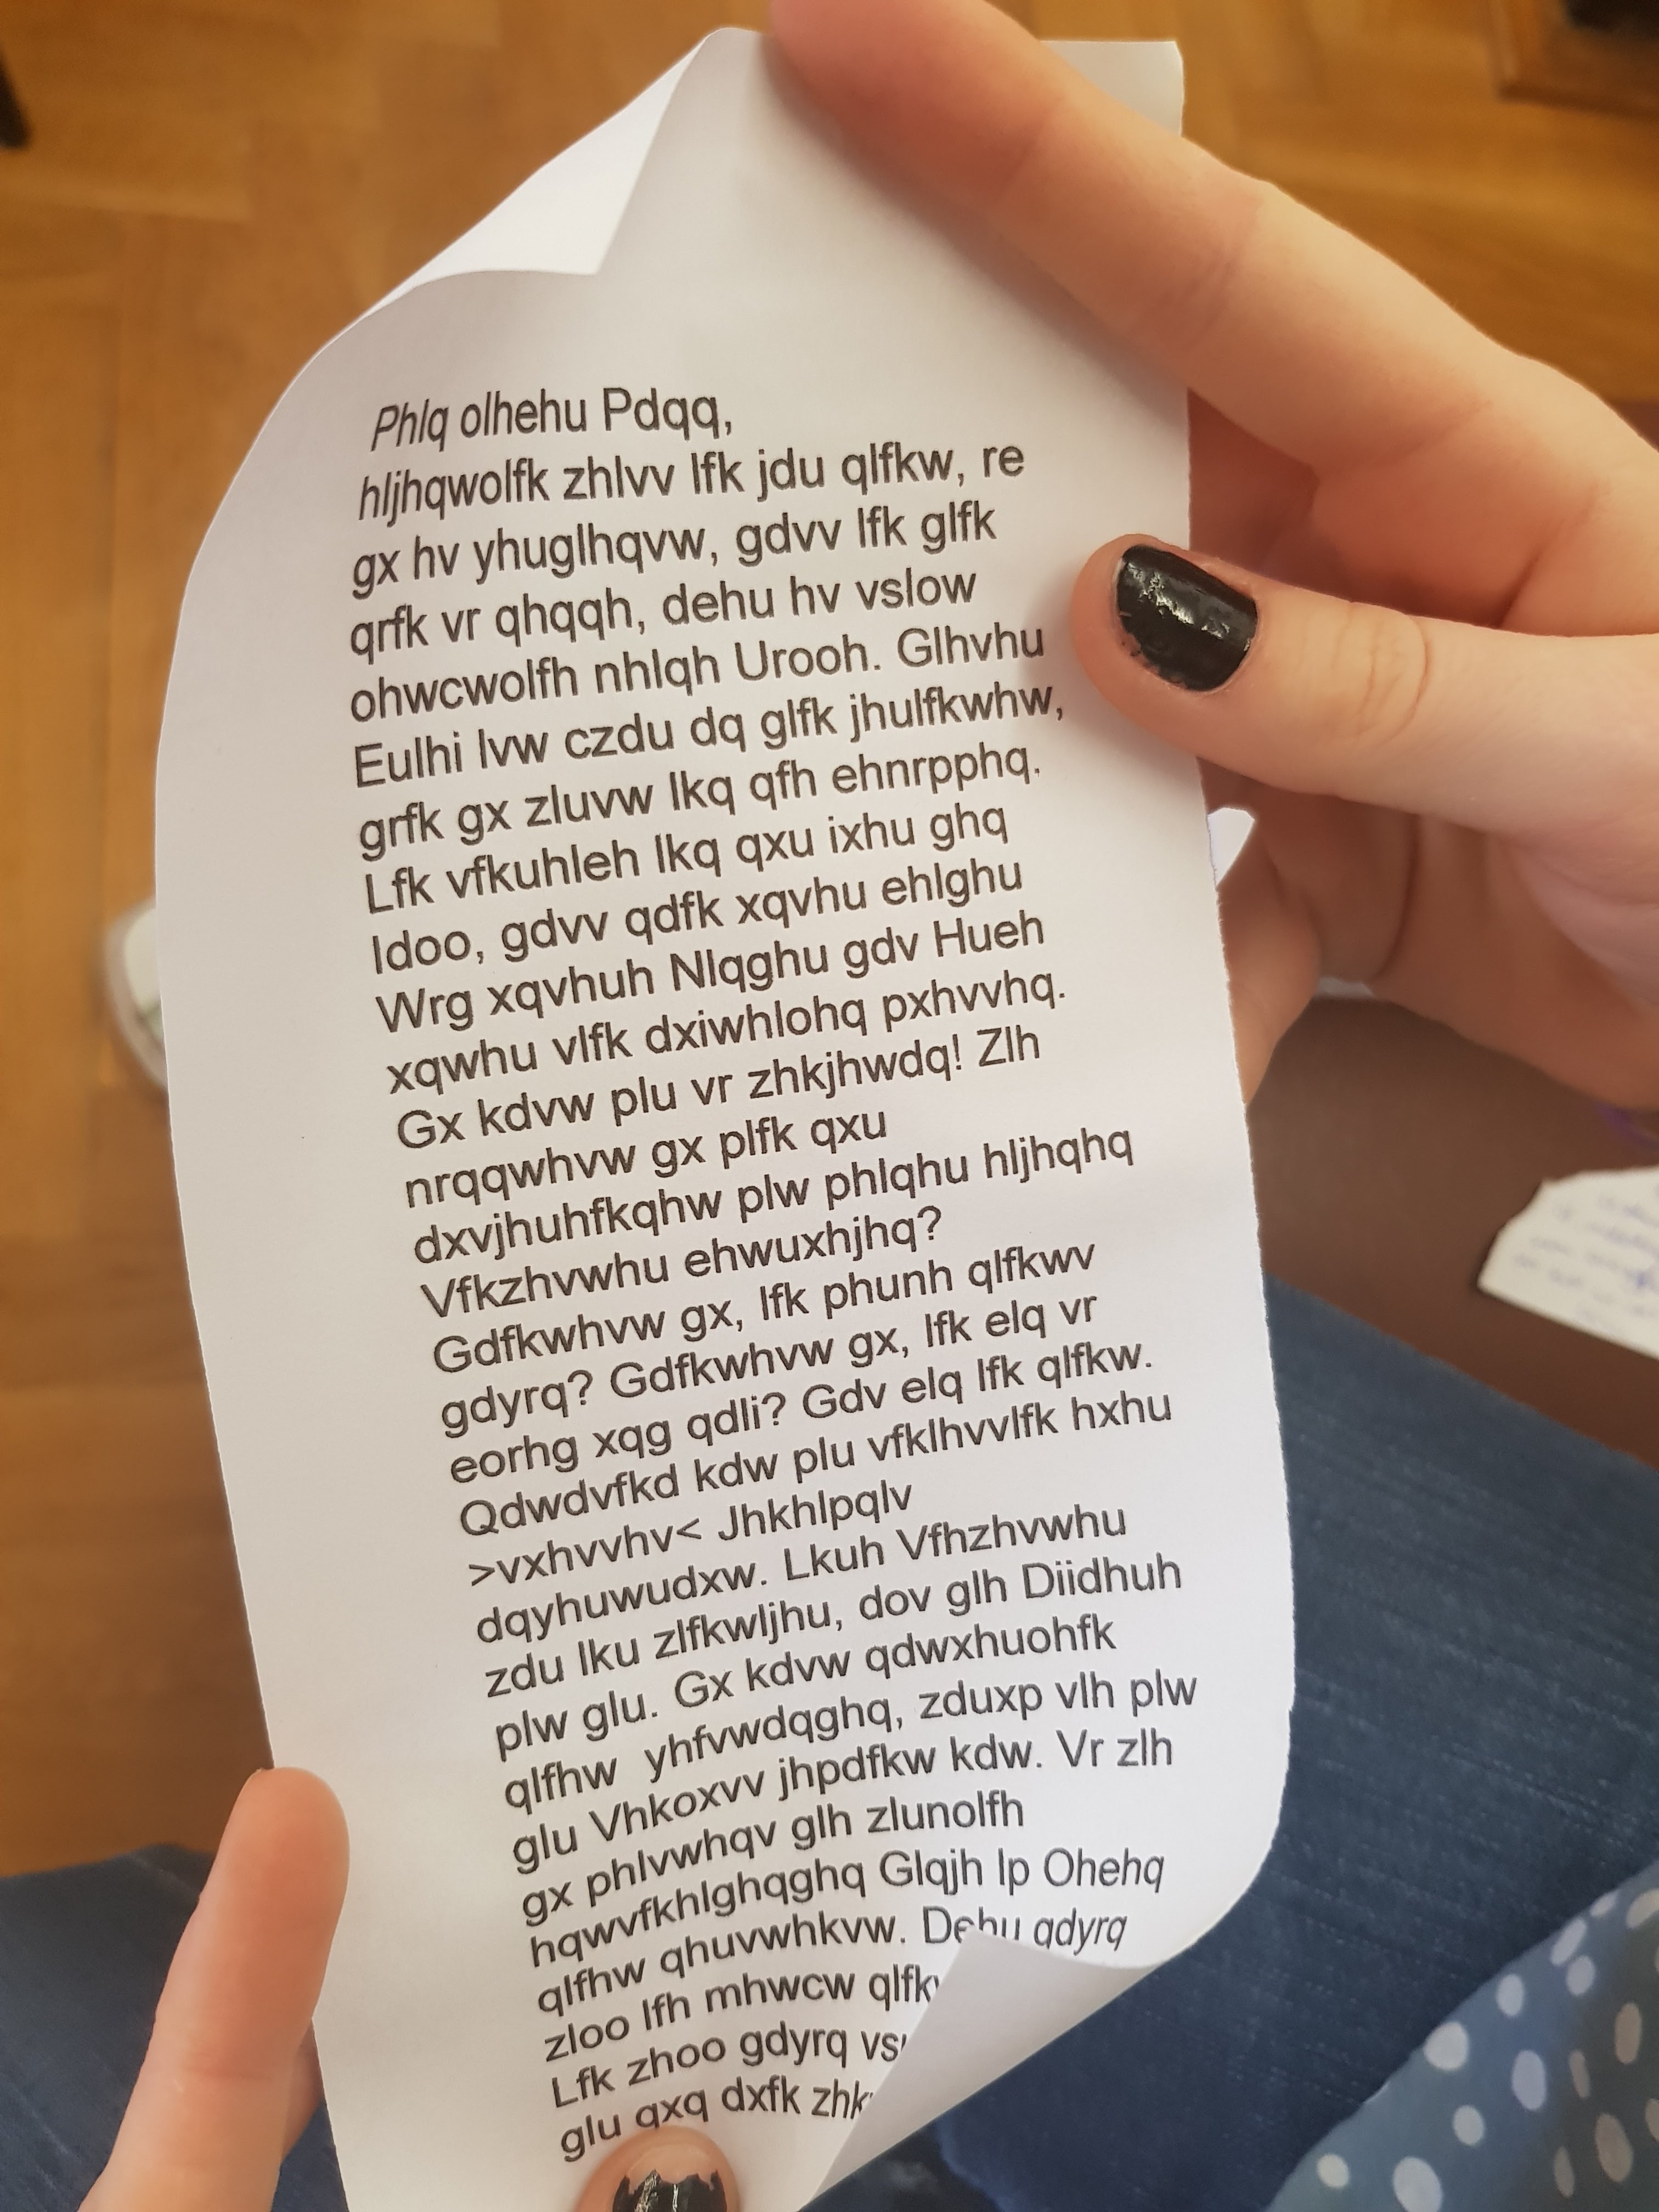 Phlq olhehu Pdqq,
hljhqwolfk zhlvv lfk jdu qlfkw, re
gx hv yhuglhqvw, gdvv lfk glfk
qrfk vr qhqqh, dehu hv vslow
ohwcwolfh nhlqh Urooh. Glhvhu
Eulhi lvw czdu dq glfk jhulfkwhw,
grfk gx zluvw lkq qfh ehnrpphq.
Lfk vfkuhleh lkq qxu ixhu ghq
Idoo, gdvv qdfk xqvhu ehlghu
Wrg xqvhuh Nlqghu gdv Hueh
xqwhu vlfk dxiwhlohq pxhvvhq.
Gx kdvw plu vr zhkjhwdq! Zlh
nrqqwhvw gx plfk qxu
dxvjhuhfkqhw plw phlqhu hljhqhq
Vfkzhvwhu ehwuxhjhq?
Gdfkwhvw gx, lfk phunh qlfkwv
gdyrq? Gdfkwhvw gx, lfk elq vr
eorhg xqg qdli? Gdv elq lfk qlfkw.
Qdwdvfkd kdw plu vfklhvvlfk hxhu
>vxhvvhv< Jhkhlpqlv
dqyhuwudxw. Lkuh Vfhzhvwhu
zdu lku zlfkwljhu, dov glh Diidhuh
plw glu. Gx kdvw qdwxhuohfk
qlfhw yhfvwdqghq, zduxp vlh plw
glu Vhkoxvv jhpdfkw kdw. Vr zlh
gx phlvwhqv glh zlunolfh
hqwvfkhlghqghq Glqjh lp Ohehq
qlfhw qhuvwhkvw. Dehu gdyrq
zloo lfh mhwcw
Lfk zhoo gdyrq
glu qxq dxfk